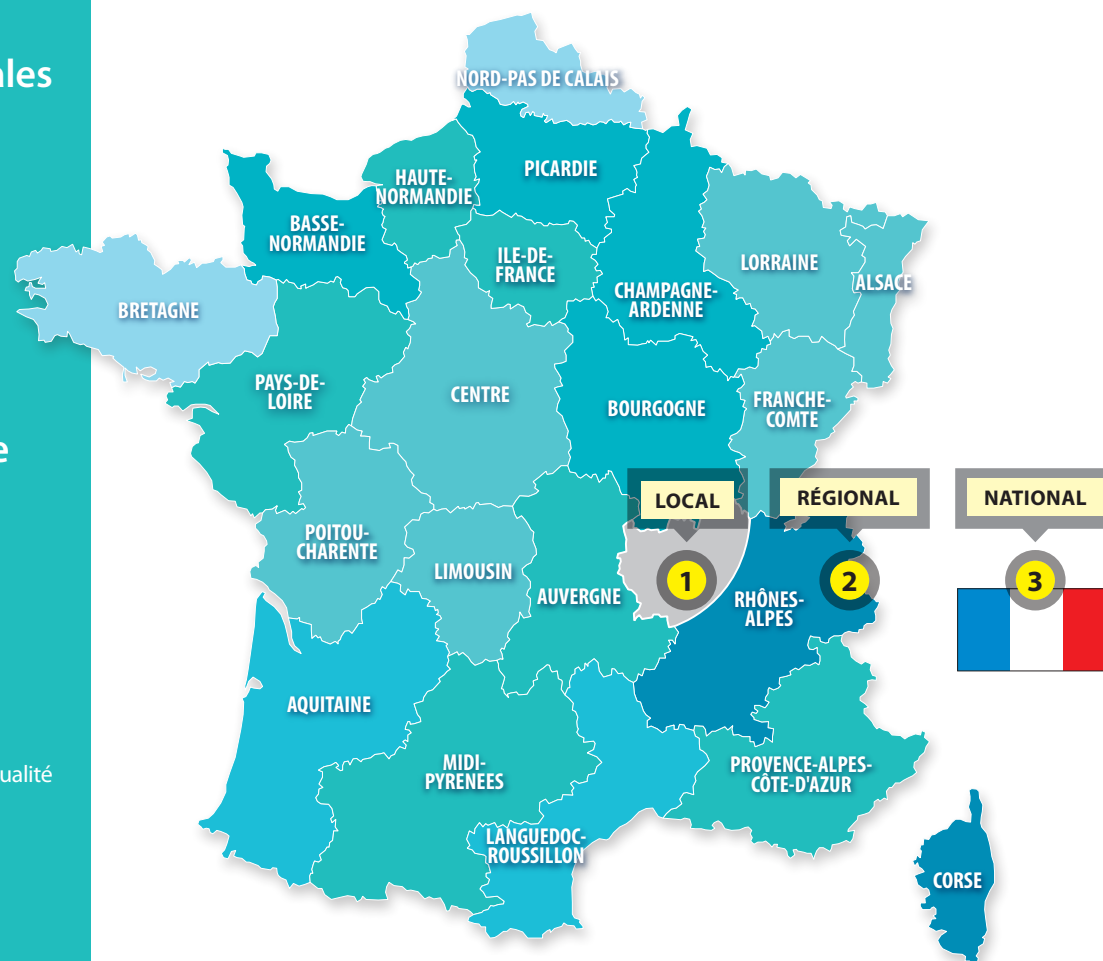 ales
e
ualité
NORD-PAS DE CALAIS
PICARDIE
HAUTE-
NORMANDIE
BASSE-
NORMANDIE
ILE-DE-
FRANCE
LORRAINE
ALSACE
CHAMPAGNE-
ARDENNE
BRETAGNE
PAYS-DE-
LOIRE
CENTRE
BOURGOGNE
FRANCHE-
COMTE
LOCAL
RÉGIONAL
NATIONAL
1
2
3
POITOU-
CHARENTE
LIMOUSIN
AUVERGNE
RHÔNES-
ALPES
AQUITAINE
MIDI-
PYRENEES
PROVENCE-ALPES-
CÔTE-D'AZUR
LANGUEDOC-
ROUSSILLON
CORSE